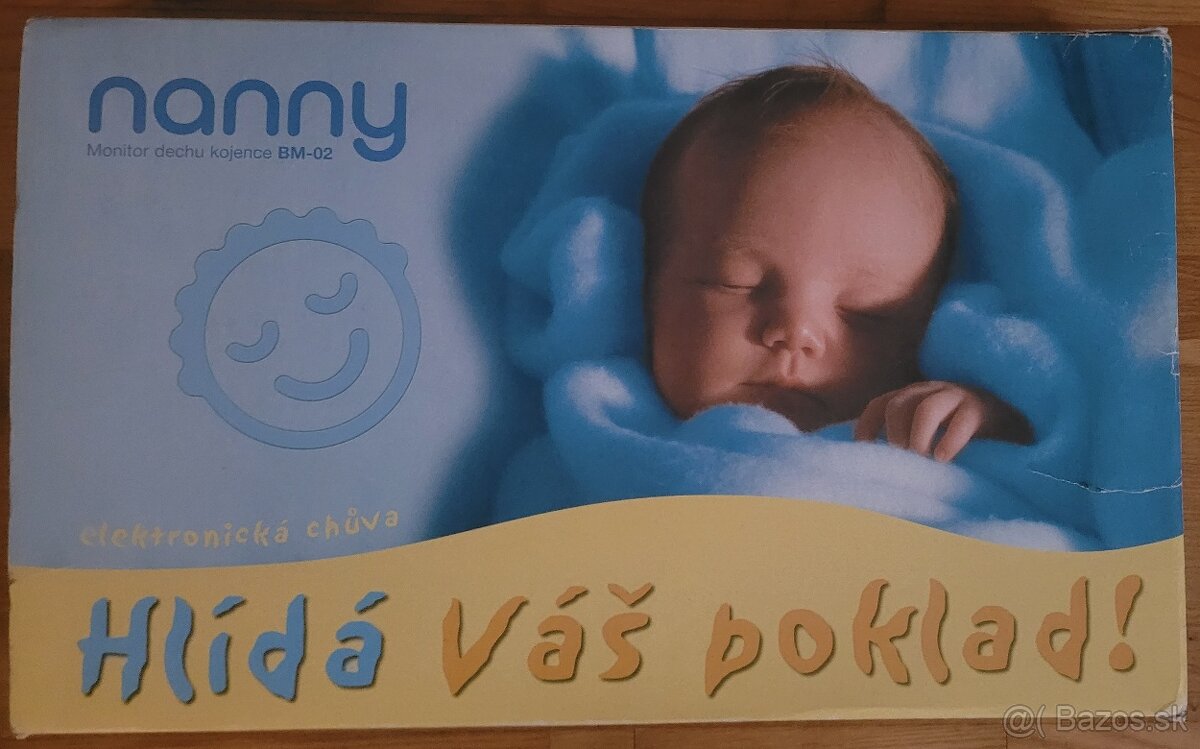 nanny
Monitor dechu kojence BM-02
elektronická chůva
Hlídá Váš poklad!
@( Bazos.sk